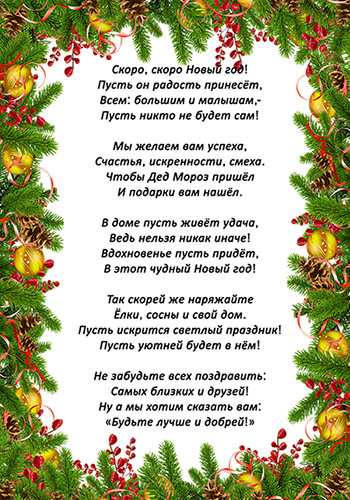 Скоро, скоро Новый год!
Пусть он радость принесёт,
Всем: большим и малышам,-
Пусть никто не будет сам!
Мы желаем вам успеха,
Счастья, искренности, смеха.
Чтобы Дед Мороз пришёл
И подарки вам нашёл.
В доме пусть живёт удача,
Ведь нельзя никак иначе!
Вдохновенье пусть придёт,
В этот чудный Новый год!
Так скорей же наряжайте
Ёлки, сосны и свой дом.
Пусть искрится светлый праздник!
Пусть уютней будет в нём!
Не забудьте всех поздравить:
Самых близких и друзей!
Ну а мы хотим сказать вам:
«Будьте лучше и добрей!»